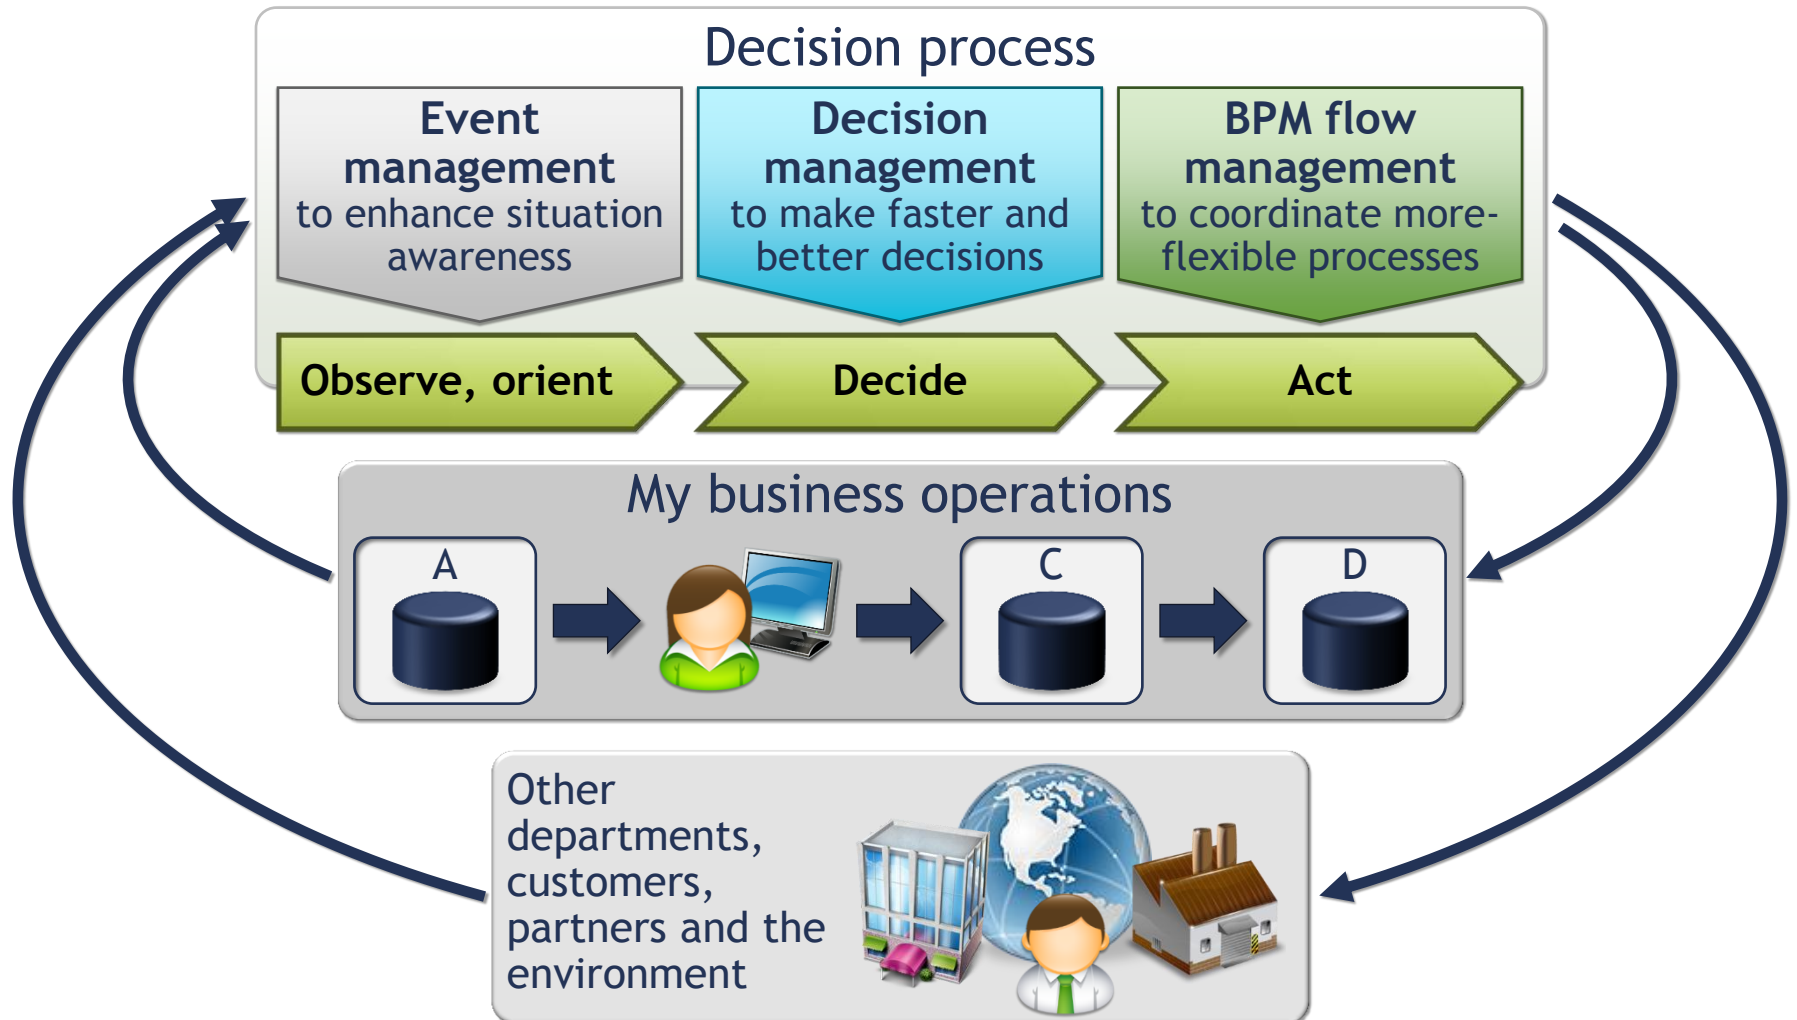 Decision process
Event
management
to enhance situation
awareness
Decision
management
to make faster and
better decisions
BPM flow
management
to coordinate more-
flexible processes
Observe, orient
Decide
Act
My business operations
A
C
D
Other
departments,
customers,
partners and the
environment